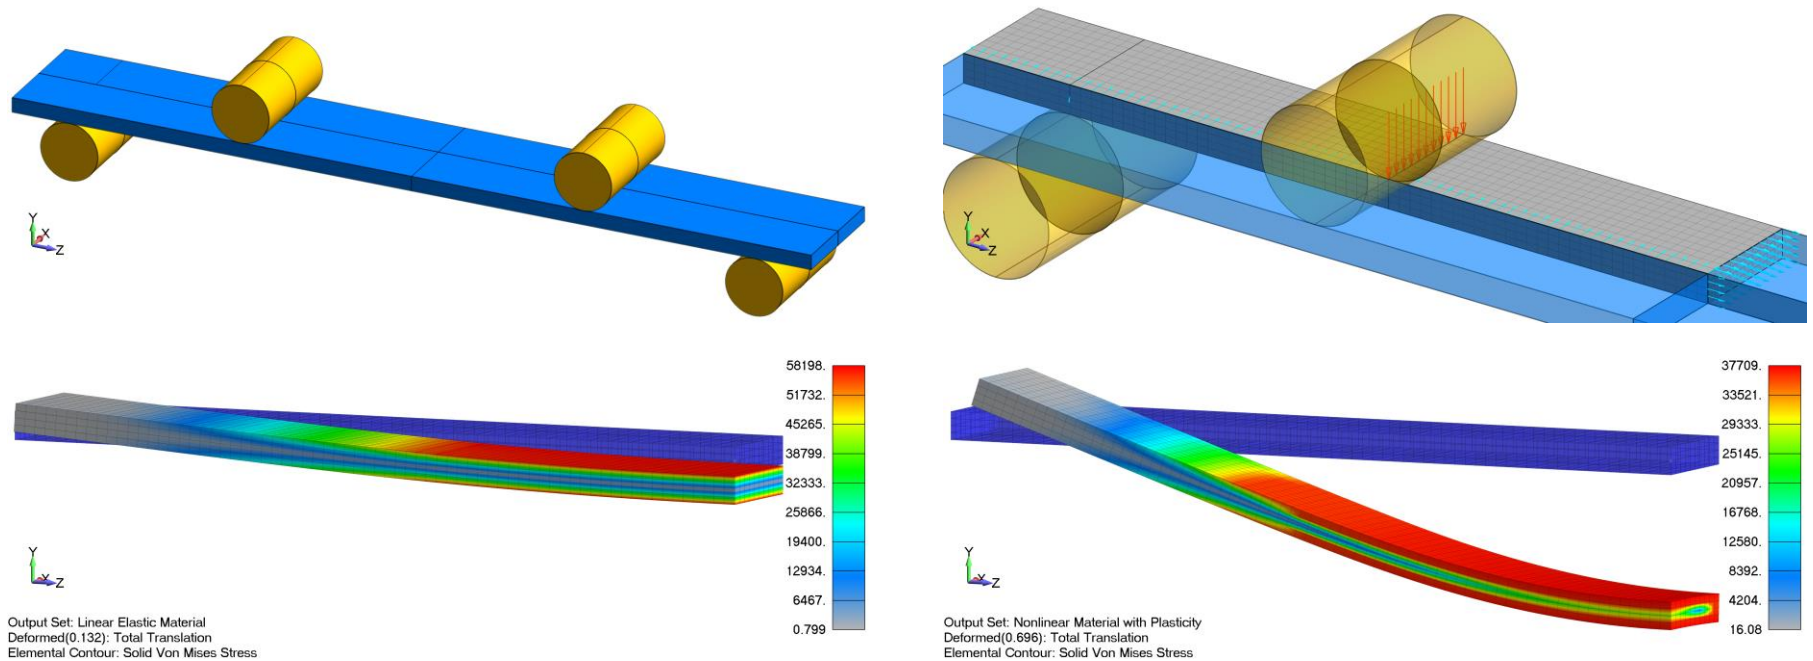 Y
X
Z
Y
X
Z
58198.
51732.
45265.
38799.
32333.
25866.
19400.
12934.
6467.
0.799
Y
X
Z
Output Set: Linear Elastic Material
Deformed(0.132): Total Translation
Elemental Contour: Solid Von Mises Stress
37709.
33521.
29333.
25145.
20957.
16768.
12580.
8392.
4204.
16.08
Y
X
Z
Output Set: Nonlinear Material with Plasticity
Deformed(0.696): Total Translation
Elemental Contour: Solid Von Mises Stress